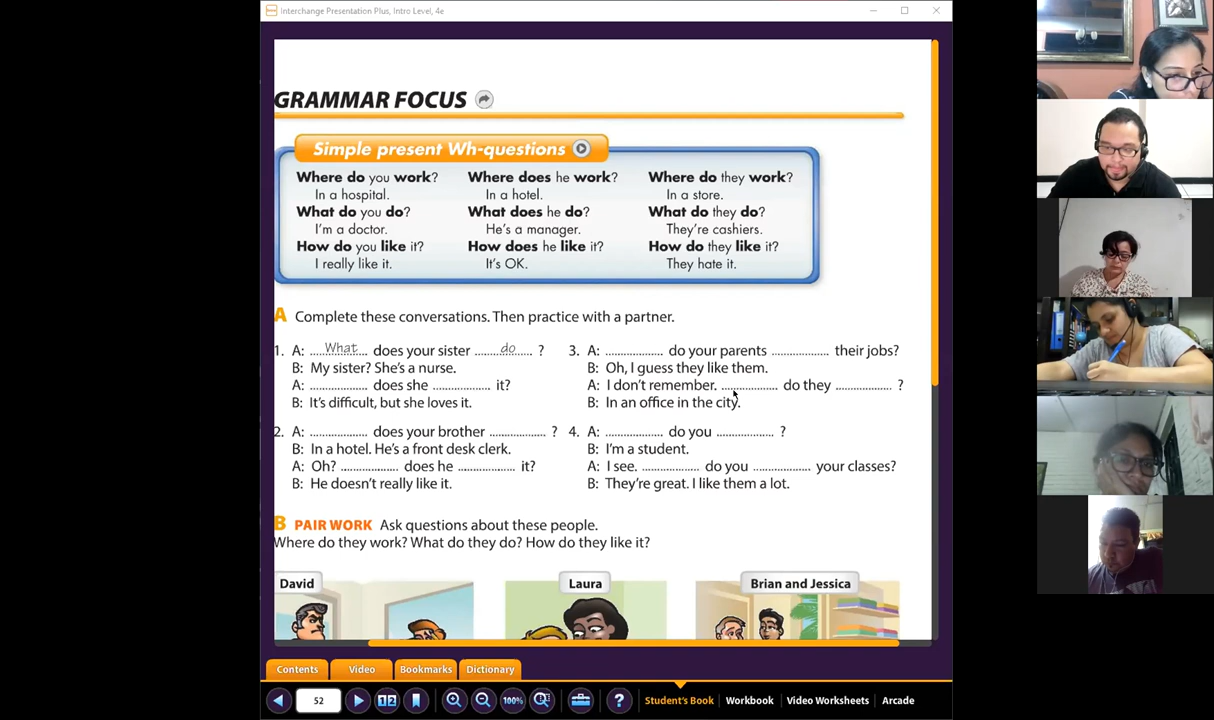 Interchange Presentation Plus, Intro Level, 4e
GRAMMAR FOCUS
Simple present Wh-questions
Where do you work? Where does he work? Where do they work?
In a hospital. In a hotel. In a store.
What do you do? What does he do? What do they do?
I'm a doctor. He's a manager. They're cashiers.
How do you like it? How does he like it? How do they like it?
I really like it. It's OK. They hate it.
A Complete these conversations. Then practice with a partner.
1. A: What does your sister do ?
B: My sister? She's a nurse.
A: .................. does she .................. it?
B: It's difficult, but she loves it.
2. A: .................. does your brother .................. ?
B: In a hotel. He's a front desk clerk.
A: Oh? .................. does he .................. it?
B: He doesn't really like it.
3. A: .................. do your parents .................. their jobs?
B: Oh, I guess they like them.
A: I don't remember. .................. do they .................. ?
B: In an office in the city.
4. A: .................. do you .................. ?
B: I'm a student.
A: I see. .................. do you .................. your classes?
B: They're great. I like them a lot.
B PAIR WORK Ask questions about these people.
Where do they work? What do they do? How do they like it?
David Laura Brian and Jessica
Contents Video Bookmarks Dictionary
52 1 2 100% ? Student's Book Workbook Video Worksheets Arcade